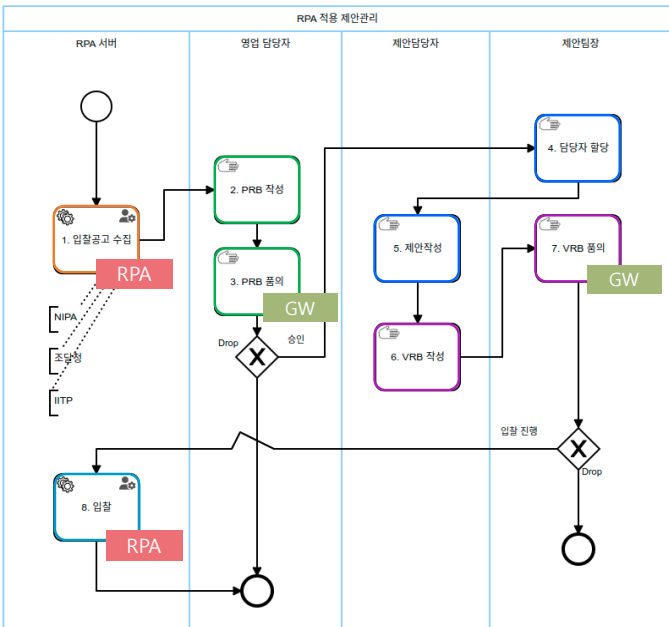 RPA 적용 제안관리
RPA 서버
영업 담당자
제안담당자
제안팀장
4. 담당자 할당
2. PRB 작성
1. 입찰공고 수집
RPA
5. 제안작성
7. VRB 품의
GW
3. PRB 품의
GW
NIPA
조달청
IITP
Drop
승인
6. VRB 작성
입찰 진행
Drop
8. 입찰
RPA